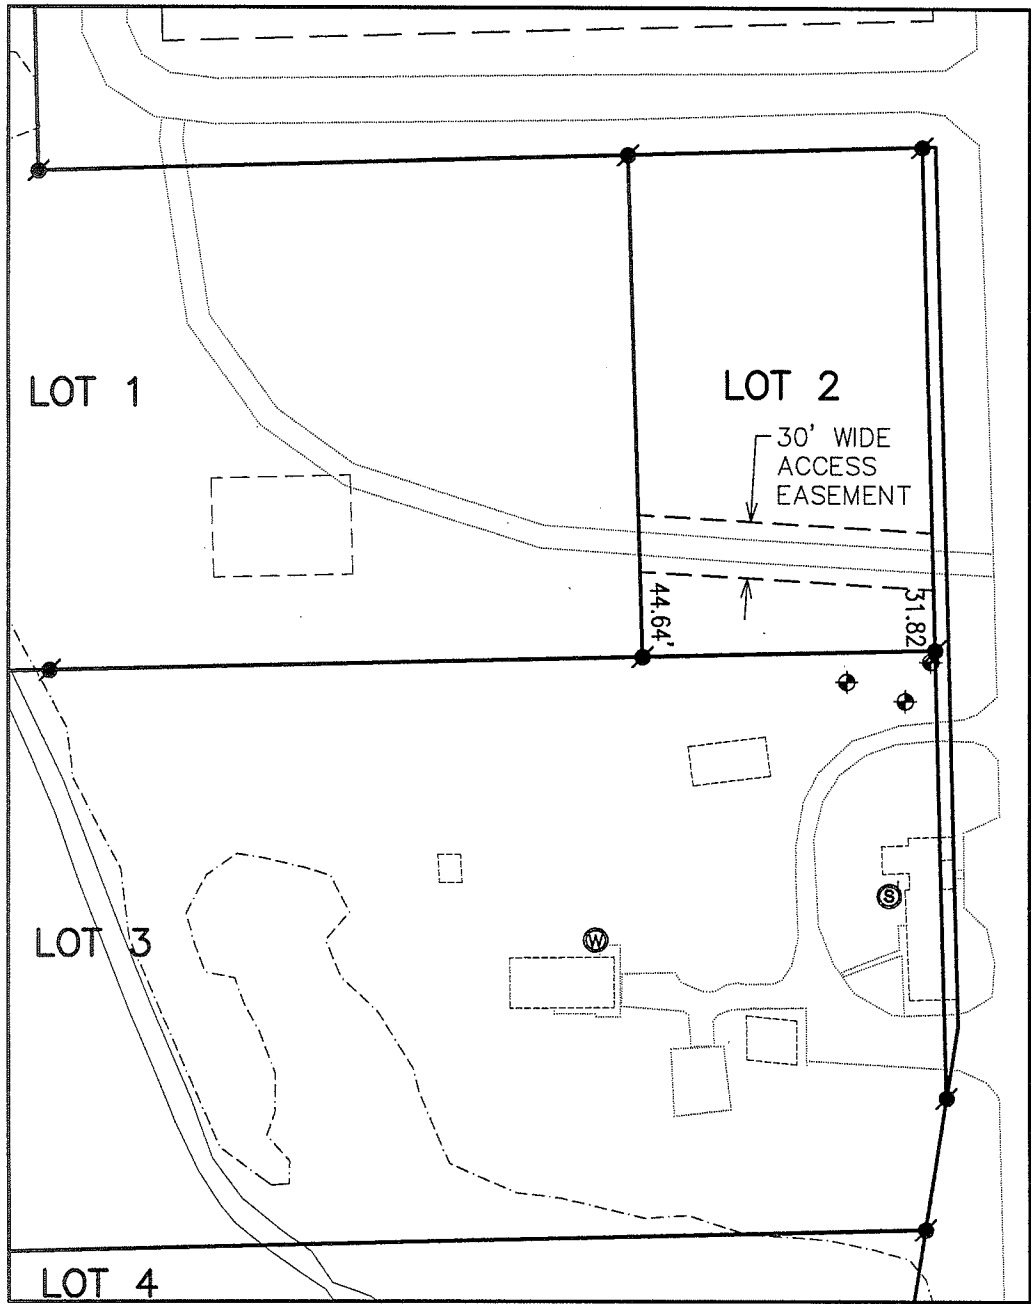 LOT 1
LOT 2
30' WIDE
ACCESS
EASEMENT
44.64'
31.82
S
W
LOT 3
LOT 4